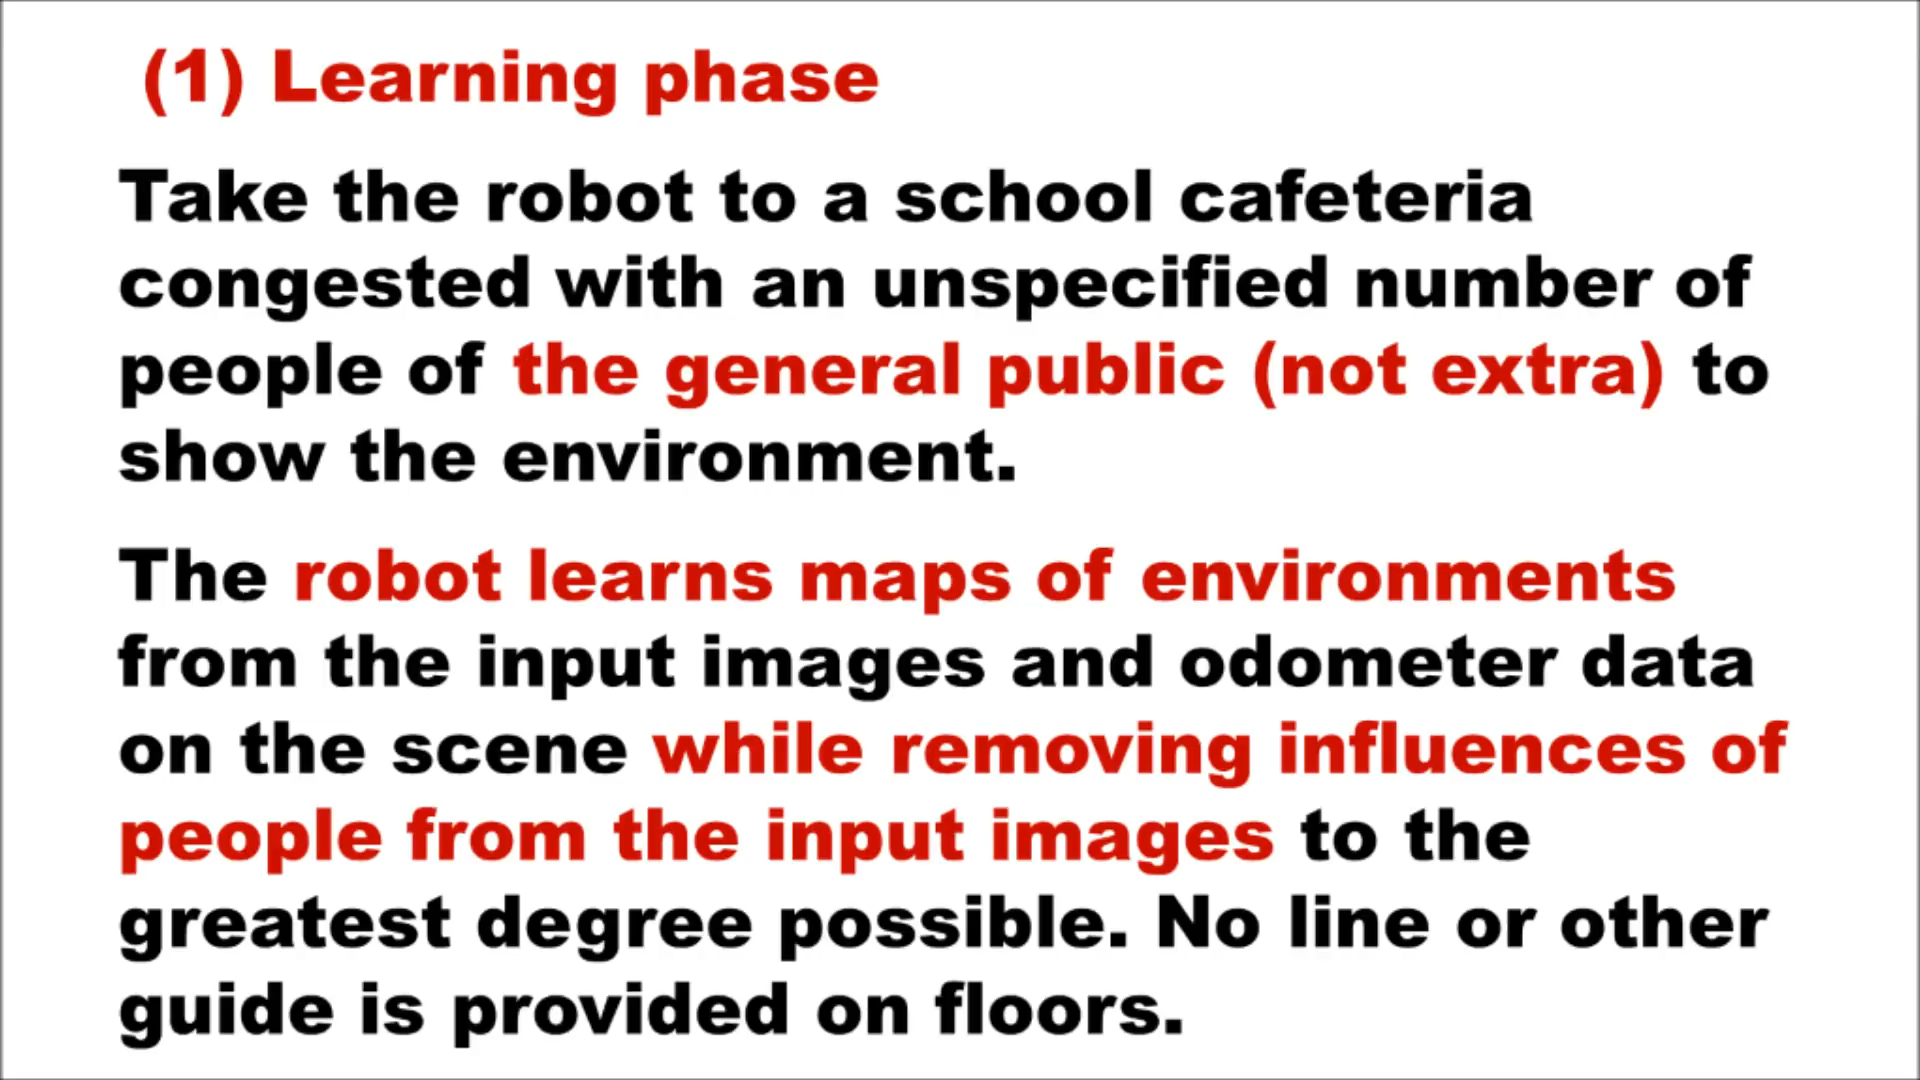 (1) Learning phase
Take the robot to a school cafeteria
congested with an unspecified number of
people of the general public (not extra) to
show the environment.
The robot learns maps of environments
from the input images and odometer data
on the scene while removing influences of
people from the input images to the
greatest degree possible. No line or other
guide is provided on floors.